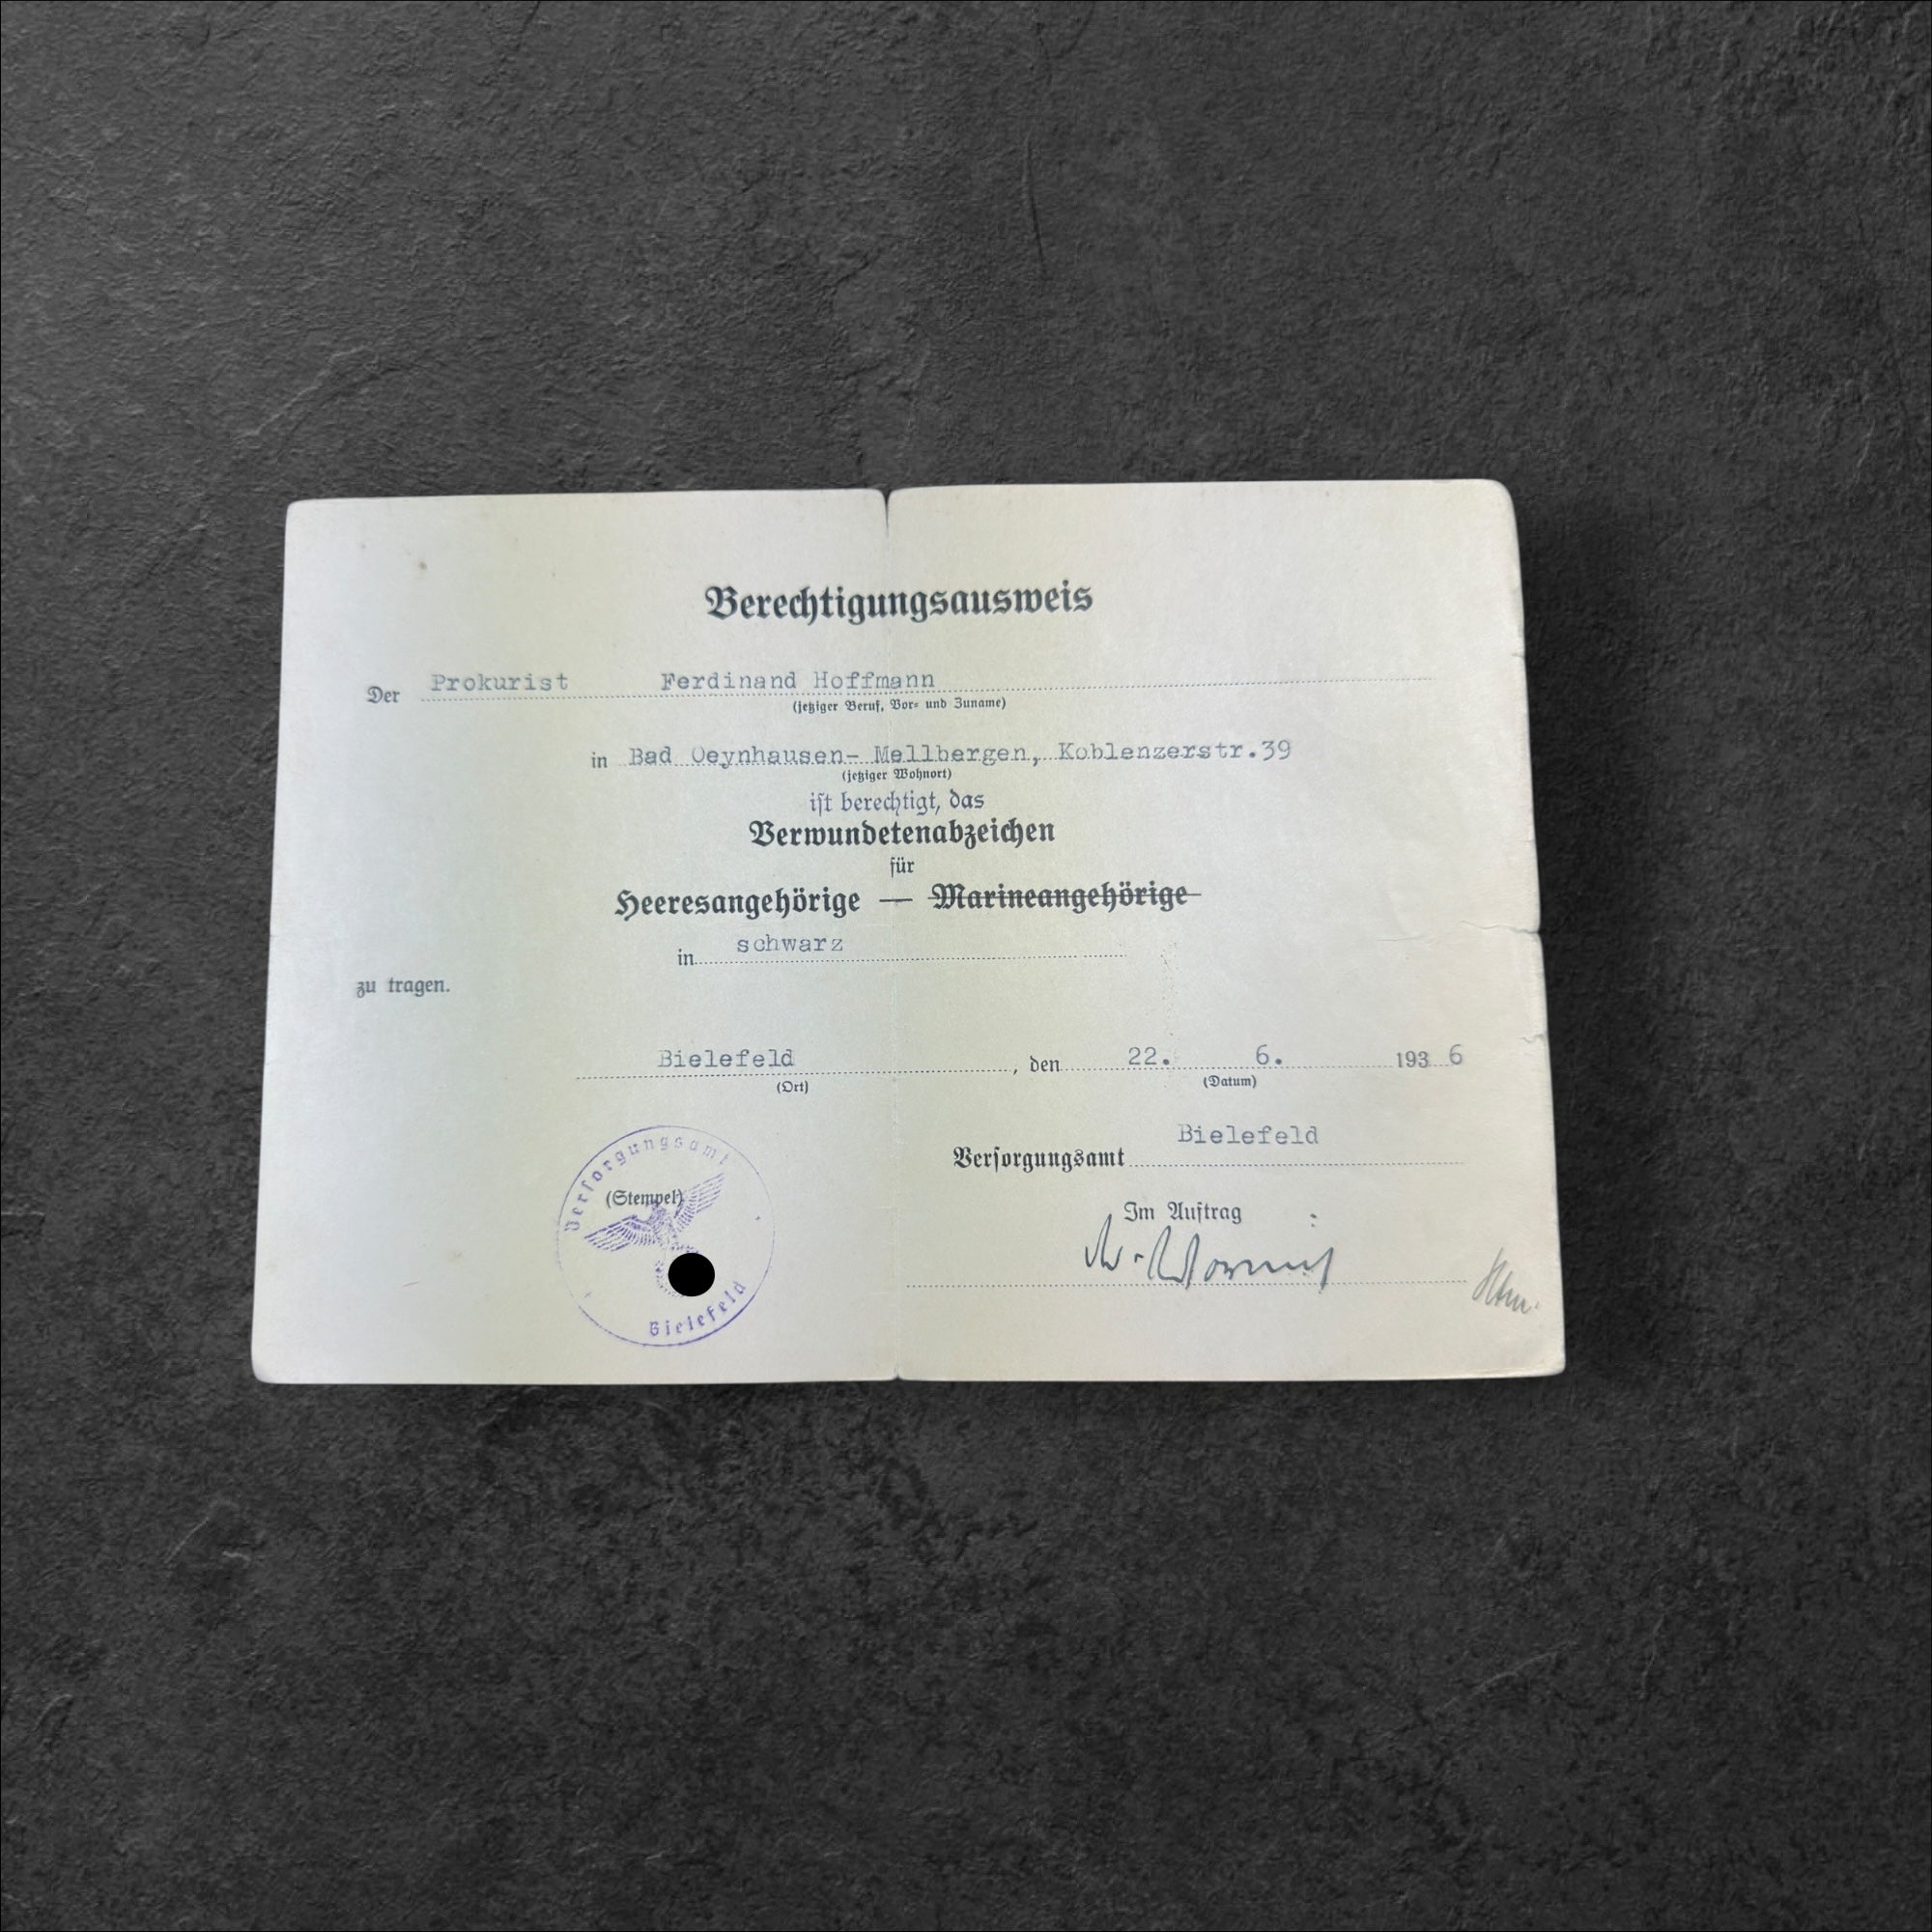 Berechtigungsausweis
Der Prokurist Ferdinand Hoffmann
(jetziger Beruf, Vor- und Zuname)
in Bad Oeynhausen- Mellbergen, Koblenzerstr.39
(jetziger Wohnort)
ist berechtigt, das
Verwundetenabzeichen
für
Heeresangehörige — Marineangehörige
in schwarz
zu tragen.
Bielefeld, den 22. 6. 1936
(Ort) (Datum)
Bielefeld
Versorgungsamt
Versorgungsamt
(Stempel)
Bielefeld
Im Auftrag :